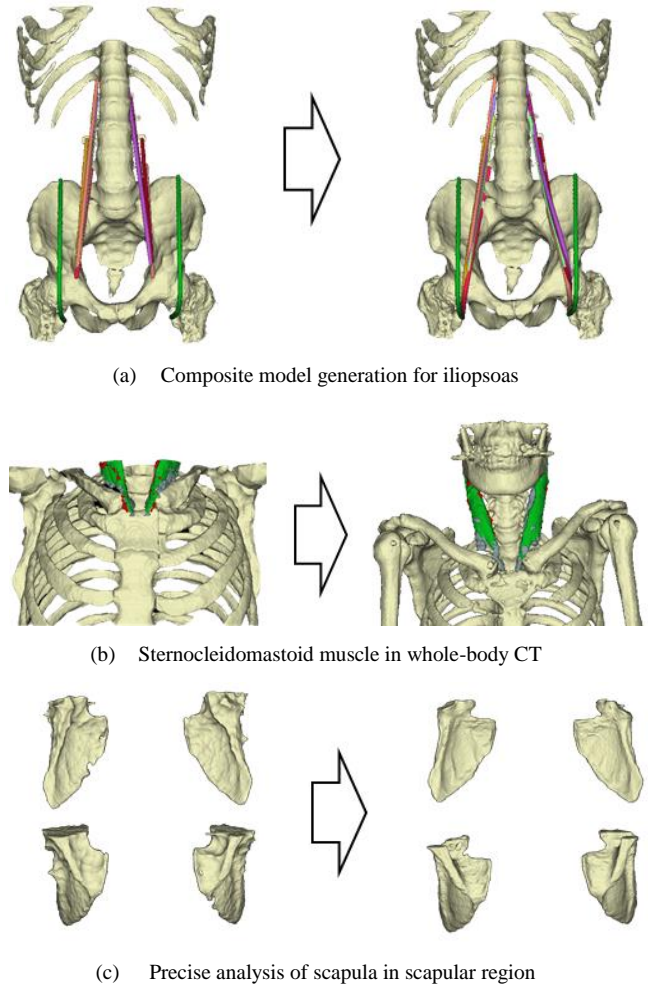 (a) Composite model generation for iliopsoas
(b) Sternocleidomastoid muscle in whole-body CT
(c) Precise analysis of scapula in scapular region